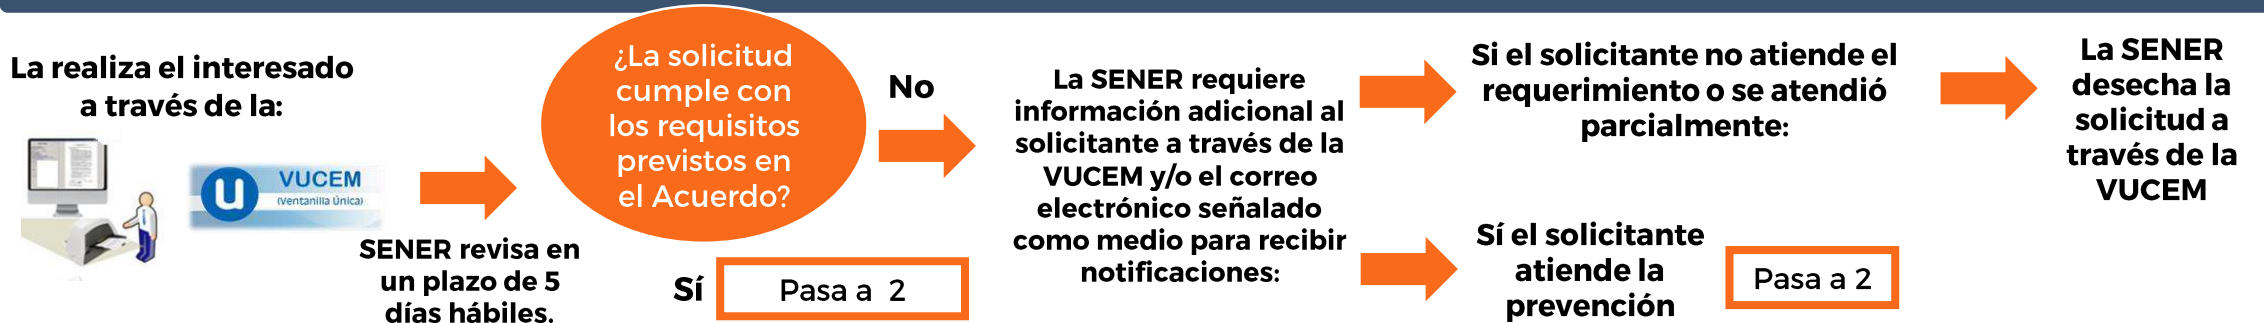 La realiza el interesado
a través de la:
u
VUCEM
(Ventanilla Única)
SENER revisa en
un plazo de 5
días hábiles.
¿La solicitud
cumple con
los requisitos
previstos en
el Acuerdo?
Sí
Pasa a 2
No
La SENER requiere
información adicional al
solicitante a través de la
VUCEM y/o el correo
electrónico señalado
como medio para recibir
notificaciones:
Si el solicitante no atiende el
requerimiento o se atendió
parcialmente:
La SENER
desecha la
solicitud a
través de la
VUCEM
Sí el solicitante
atiende la
prevención
Pasa a 2